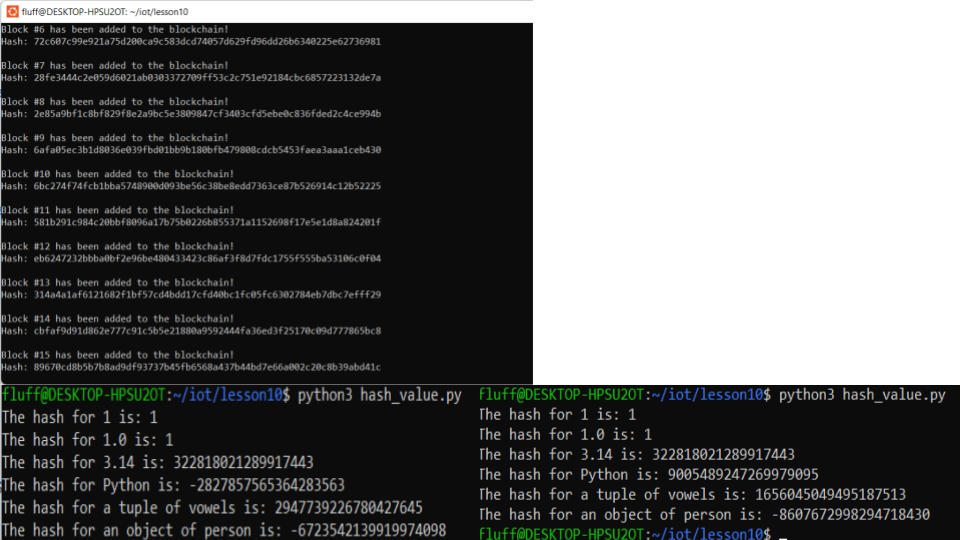 fluff@DESKTOP-HPSU2OT: ~/iot/lesson10
Block #6 has been added to the blockchain!
Hash: 72c607c99e921a75d200ca9c583dcd74057d629fd96dd26b6340225e62736981
Block #7 has been added to the blockchain!
Hash: 28fe3444c2e059d6021ab0303372709ff53c2c751e92184cbc6857223132de7a
Block #8 has been added to the blockchain!
Hash: 2e85a9bf1c8bf829f8e2a9bc5e3809847cf3403cfd5ebe0c836fded2c4ce994b
Block #9 has been added to the blockchain!
Hash: 6afa05ec3b1d8036e039fbd01bb9b180bfb479808cdcb5453faea3aaa1ceb430
Block #10 has been added to the blockchain!
Hash: 6bc274f74fcb1bba5748900d093be56c38be8edd7363ce87b526914c12b52225
Block #11 has been added to the blockchain!
Hash: 581b291c984c20bbf8096a17b75b0226b855371a1152698f17e5e1d8a824201f
Block #12 has been added to the blockchain!
Hash: eb6247232bbba0bf2e96be480433423c86af3f8d7fdc1755f555ba53106c0f04
Block #13 has been added to the blockchain!
Hash: 314a4a1af6121682f1bf57cd4bdd17cfd40bc1fc05fc6302784eb7dbc7efff29
Block #14 has been added to the blockchain!
Hash: cbfaf9d91d862e777c91c5b5e21880a9592444fa36ed3f25170c09d777865bc8
Block #15 has been added to the blockchain!
Hash: 89670cd8b5b7b8ad9df93737b45fb6568a437b44bd7e66a002c20c8b39abd41c
fluff@DESKTOP-HPSU2OT:~/iot/lesson10$ python3 hash_value.py
The hash for 1 is: 1
The hash for 1.0 is: 1
The hash for 3.14 is: 322818021289917443
The hash for Python is: -2827857565364283563
The hash for a tuple of vowels is: 2947739226780427645
The hash for an object of person is: -6723542139919974098
fluff@DESKTOP-HPSU2OT:~/iot/lesson10$ python3 hash_value.py
The hash for 1 is: 1
The hash for 1.0 is: 1
The hash for 3.14 is: 322818021289917443
The hash for Python is: 9005489247269979095
The hash for a tuple of vowels is: 1656045049495187513
The hash for an object of person is: -8607672998294718430
fluff@DESKTOP-HPSU2OT:~/iot/lesson10$ _